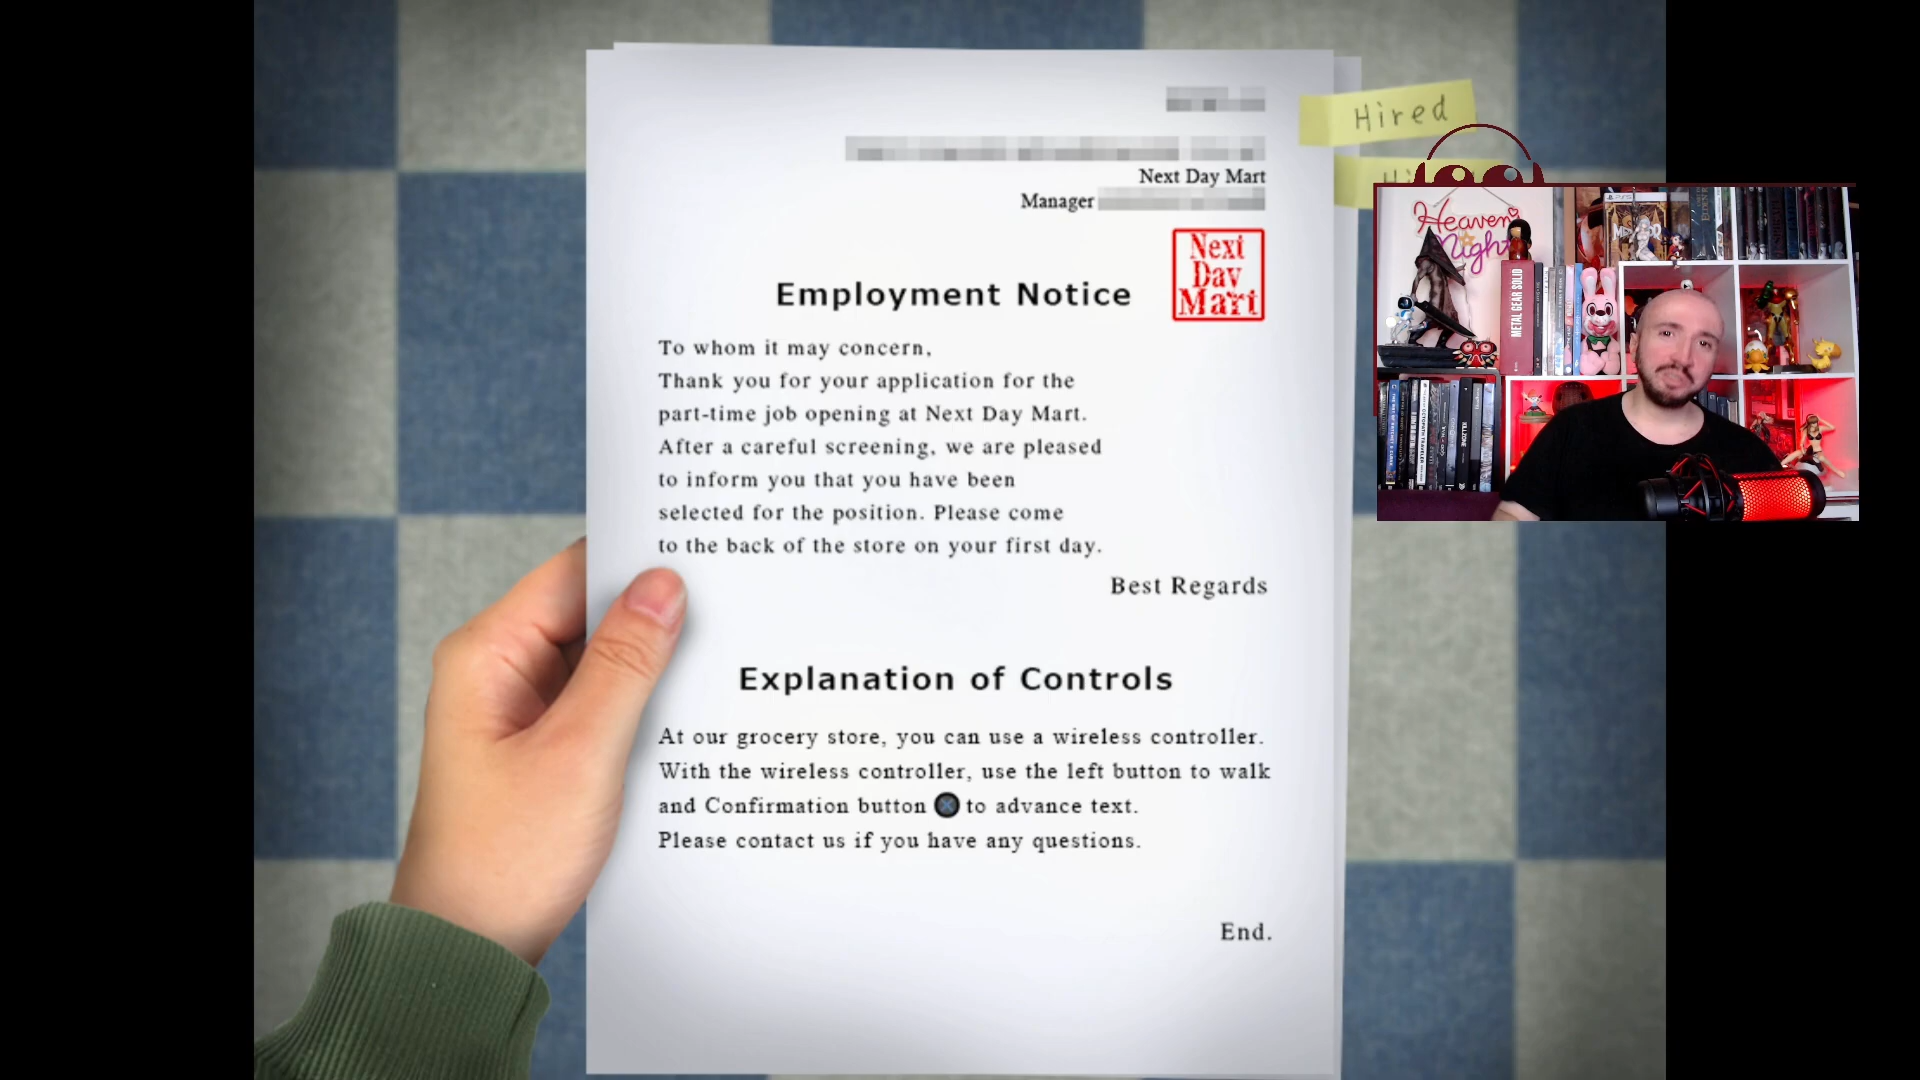 Hired
Next Day Mart
Manager
Next
Day
Mart
Employment Notice
To whom it may concern,
Thank you for your application for the
part-time job opening at Next Day Mart.
After a careful screening, we are pleased
to inform you that you have been
selected for the position. Please come
to the back of the store on your first day.
Best Regards
Explanation of Controls
At our grocery store, you can use a wireless controller.
With the wireless controller, use the left button to walk
and Confirmation button to advance text.
Please contact us if you have any questions.
End.
Heaven's
Night
METAL GEAR SOLID
KILLZONE
OCTOPATH TRAVELER